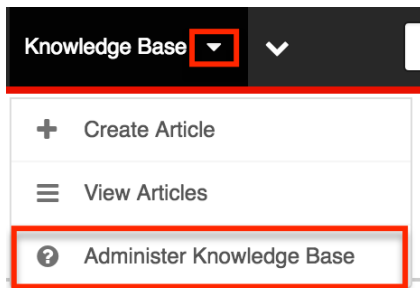 Knowledge Base
Create Article
View Articles
Administer Knowledge Base